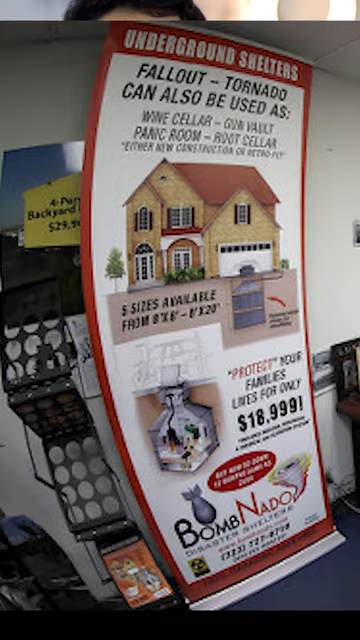 UNDERGROUND SHELTERS
FALLOUT - TORNADO
CAN ALSO BE USED AS:
WINE CELLAR - GUN VAULT
PANIC ROOM - ROOT CELLAR
*EITHER NEW CONSTRUCTION OR RETRO-FIT*
4-Per
Backyard
$29,9
5 SIZES AVAILABLE
FROM 8'X8' - 8'X20'
"PROTECT" YOUR
FAMILIES
LIVES FOR ONLY
$18,999!
BOMBNADO
DISASTER SHELTERS